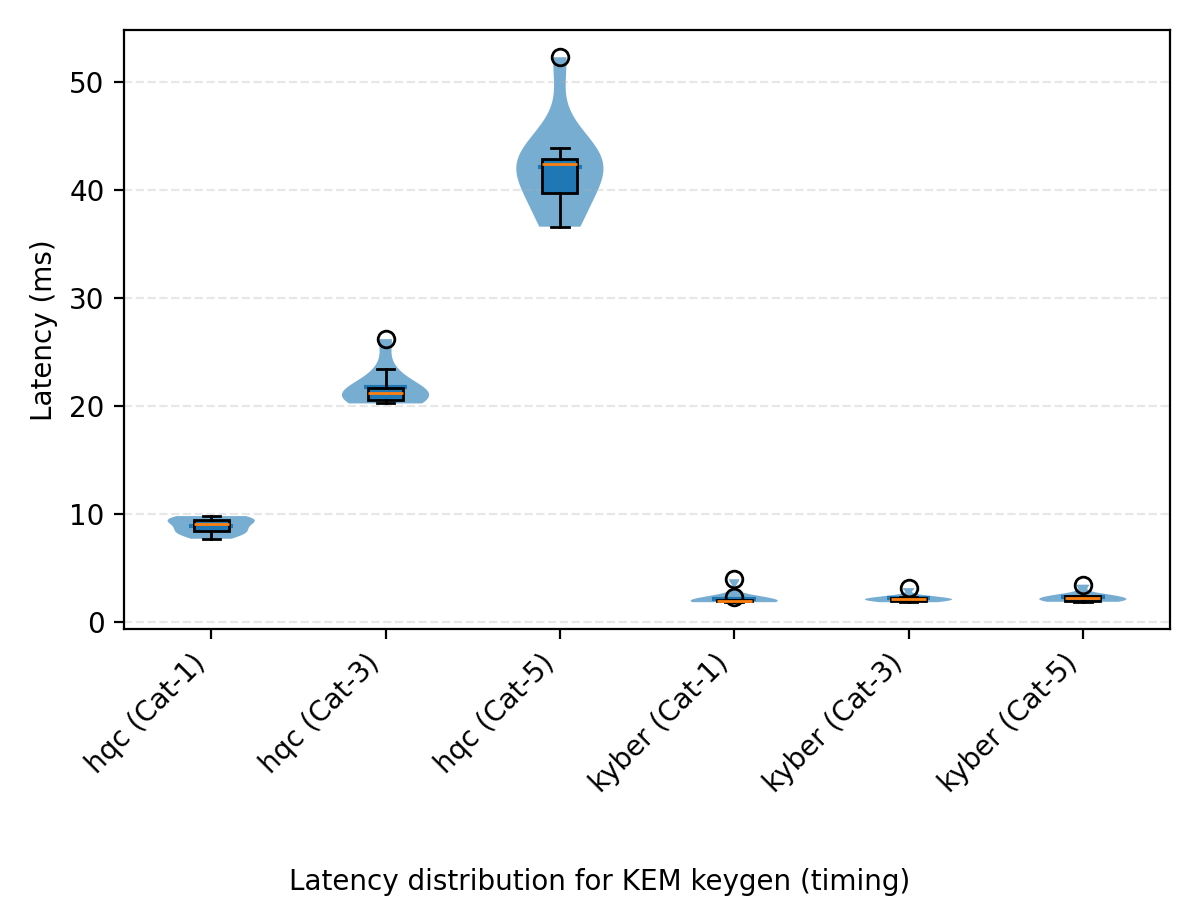 50
40
30
20
10
0
Latency (ms)
hqc (Cat-1)
hqc (Cat-3)
hqc (Cat-5)
kyber (Cat-1)
kyber (Cat-3)
kyber (Cat-5)
Latency distribution for KEM keygen (timing)